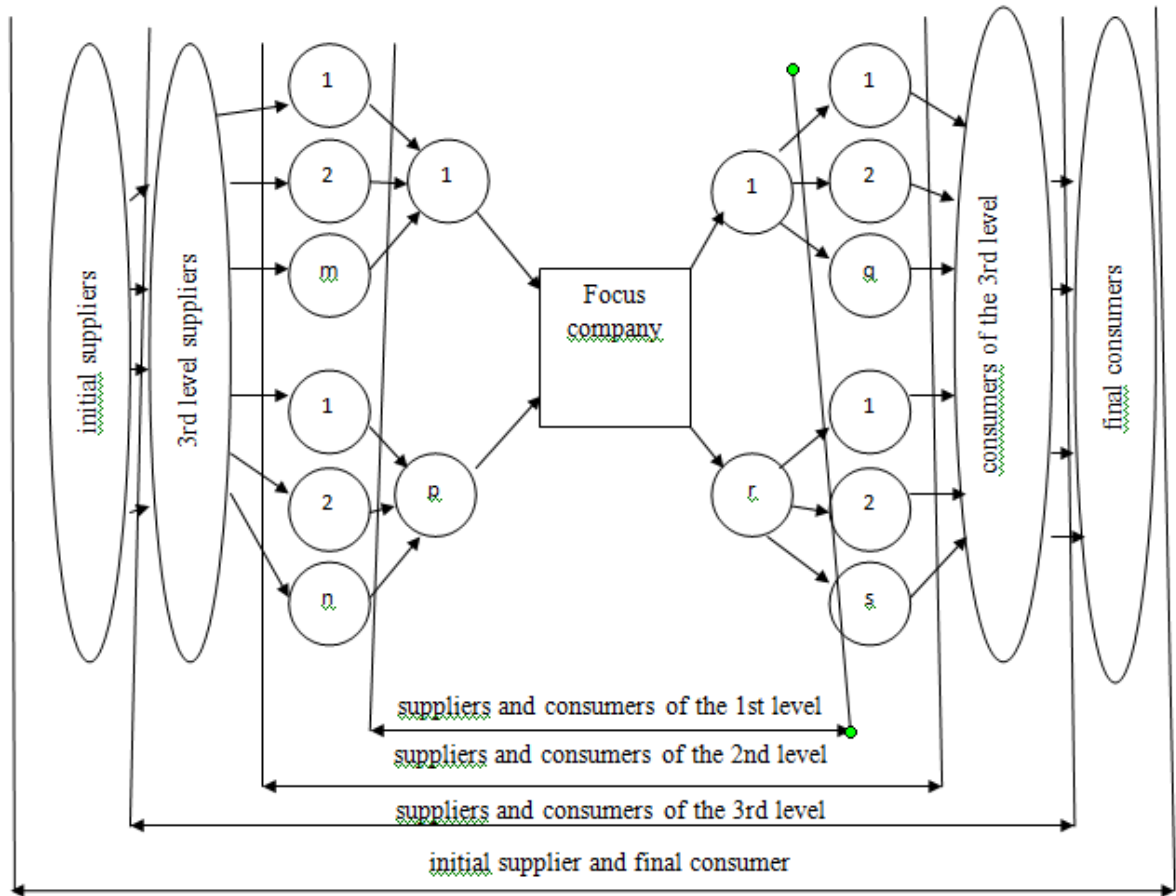 initial suppliers
3rd level suppliers
1
2
m
1
2
n
1
p
Focus
company
1
r
1
2
q
1
2
s
consumers of the 3rd level
final consumers
suppliers and consumers of the 1st level
suppliers and consumers of the 2nd level
suppliers and consumers of the 3rd level
initial supplier and final consumer